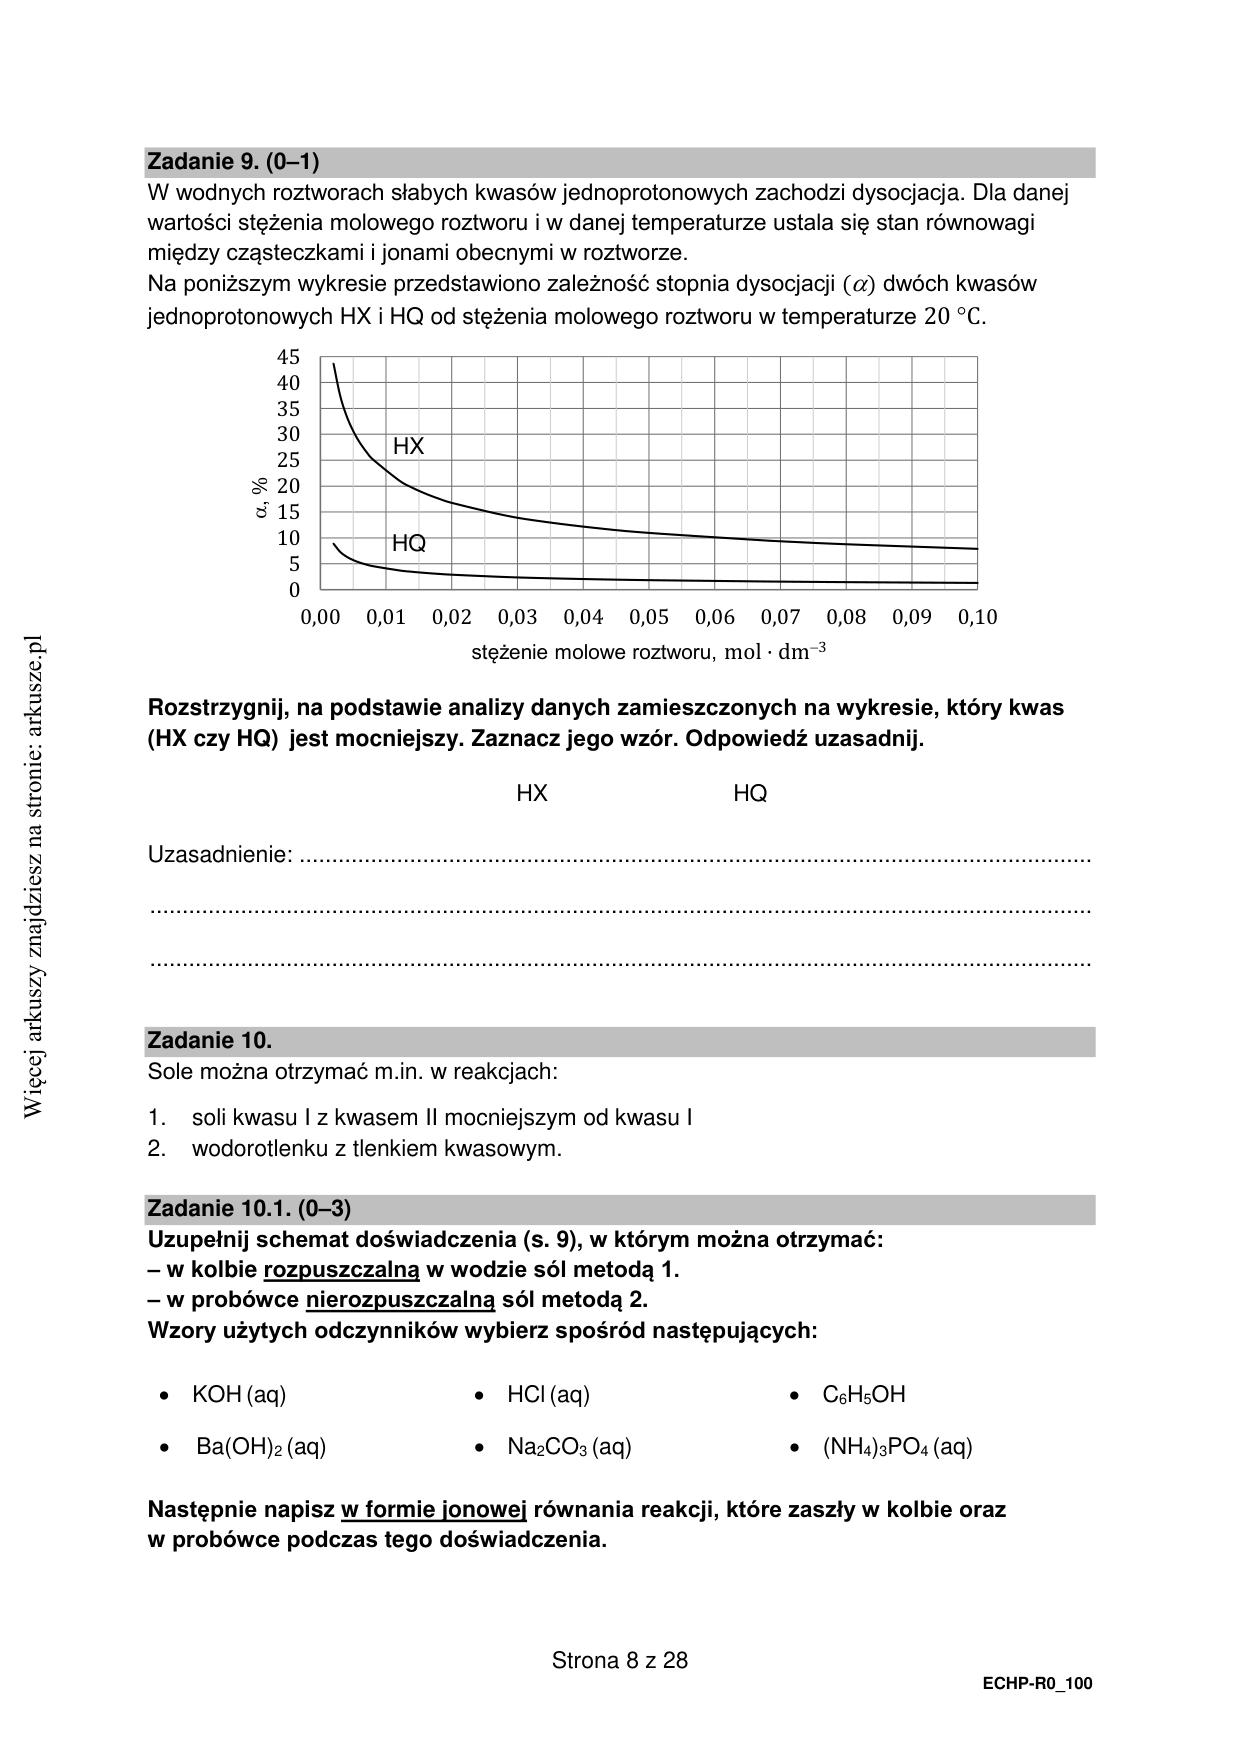 Zadanie 9. (0–1)
W wodnych roztworach słabych kwasów jednoprotonowych zachodzi dysocjacja. Dla danej
wartości stężenia molowego roztworu i w danej temperaturze ustala się stan równowagi
między cząsteczkami i jonami obecnymi w roztworze.
Na poniższym wykresie przedstawiono zależność stopnia dysocjacji (α) dwóch kwasów
jednoprotonowych HX i HQ od stężenia molowego roztworu w temperaturze 20 °C.
45
40
35
30
25
20
15
10
5
0
α, %
HX
HQ
0,00 0,01 0,02 0,03 0,04 0,05 0,06 0,07 0,08 0,09 0,10
stężenie molowe roztworu, mol · dm⁻³
Rozstrzygnij, na podstawie analizy danych zamieszczonych na wykresie, który kwas
(HX czy HQ) jest mocniejszy. Zaznacz jego wzór. Odpowiedź uzasadnij.
HX HQ
Uzasadnienie: ..........................................................................................................................
.................................................................................................................................................
.................................................................................................................................................
Zadanie 10.
Sole można otrzymać m.in. w reakcjach:
1. soli kwasu I z kwasem II mocniejszym od kwasu I
2. wodorotlenku z tlenkiem kwasowym.
Zadanie 10.1. (0–3)
Uzupełnij schemat doświadczenia (s. 9), w którym można otrzymać:
– w kolbie rozpuszczalną w wodzie sól metodą 1.
– w probówce nierozpuszczalną sól metodą 2.
Wzory użytych odczynników wybierz spośród następujących:
• KOH (aq) • HCl (aq) • C₆H₅OH
• Ba(OH)₂ (aq) • Na₂CO₃ (aq) • (NH₄)₃PO₄ (aq)
Następnie napisz w formie jonowej równania reakcji, które zaszły w kolbie oraz
w probówce podczas tego doświadczenia.
Strona 8 z 28
ECHP-R0_100
Więcej arkuszy znajdziesz na stronie: arkusze.pl